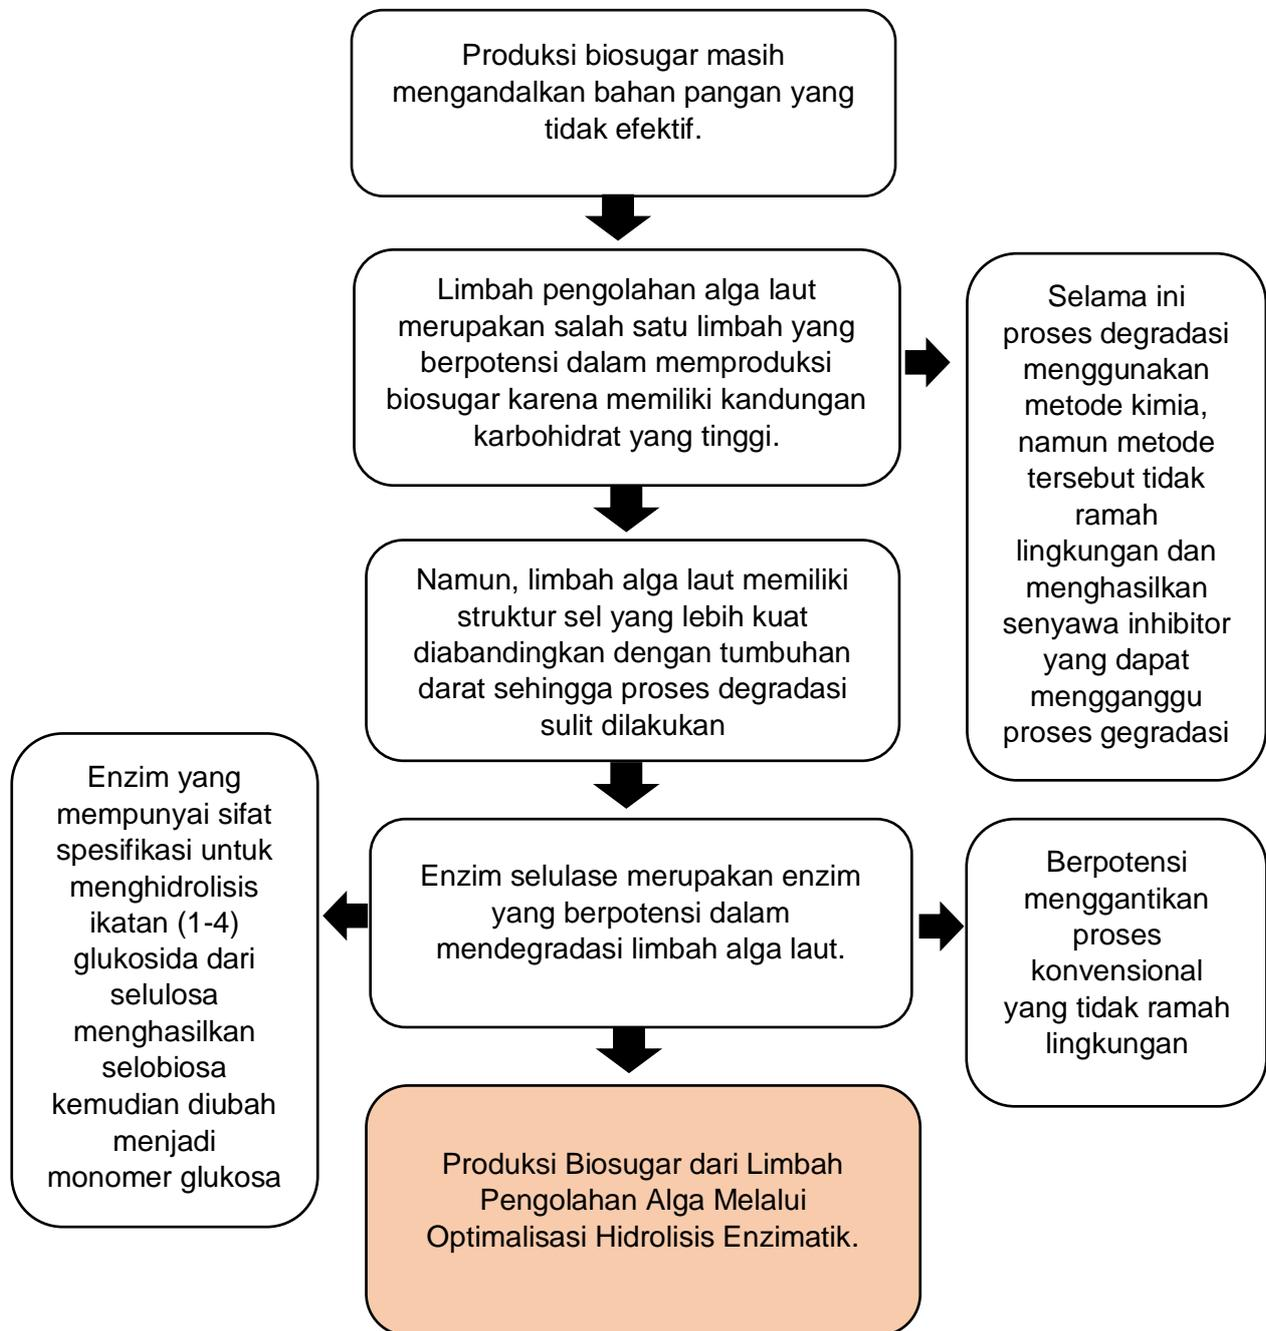 Produksi biosugar masih
mengandalkan bahan pangan yang
tidak efektif.
Limbah pengolahan alga laut
merupakan salah satu limbah yang
berpotensi dalam memproduksi
biosugar karena memiliki kandungan
karbohidrat yang tinggi.
Selama ini
proses degradasi
menggunakan
metode kimia,
namun metode
tersebut tidak
ramah
lingkungan dan
menghasilkan
senyawa inhibitor
yang dapat
mengganggu
proses gegradasi
Namun, limbah alga laut memiliki
struktur sel yang lebih kuat
diabandingkan dengan tumbuhan
darat sehingga proses degradasi
sulit dilakukan
Enzim yang
mempunyai sifat
spesifikasi untuk
menghidrolisis
ikatan (1-4)
glukosida dari
selulosa
menghasilkan
selobiosa
kemudian diubah
menjadi
monomer glukosa
Enzim selulase merupakan enzim
yang berpotensi dalam
mendegradasi limbah alga laut.
Berpotensi
menggantikan
proses
konvensional
yang tidak ramah
lingkungan
Produksi Biosugar dari Limbah
Pengolahan Alga Melalui
Optimalisasi Hidrolisis Enzimatik.